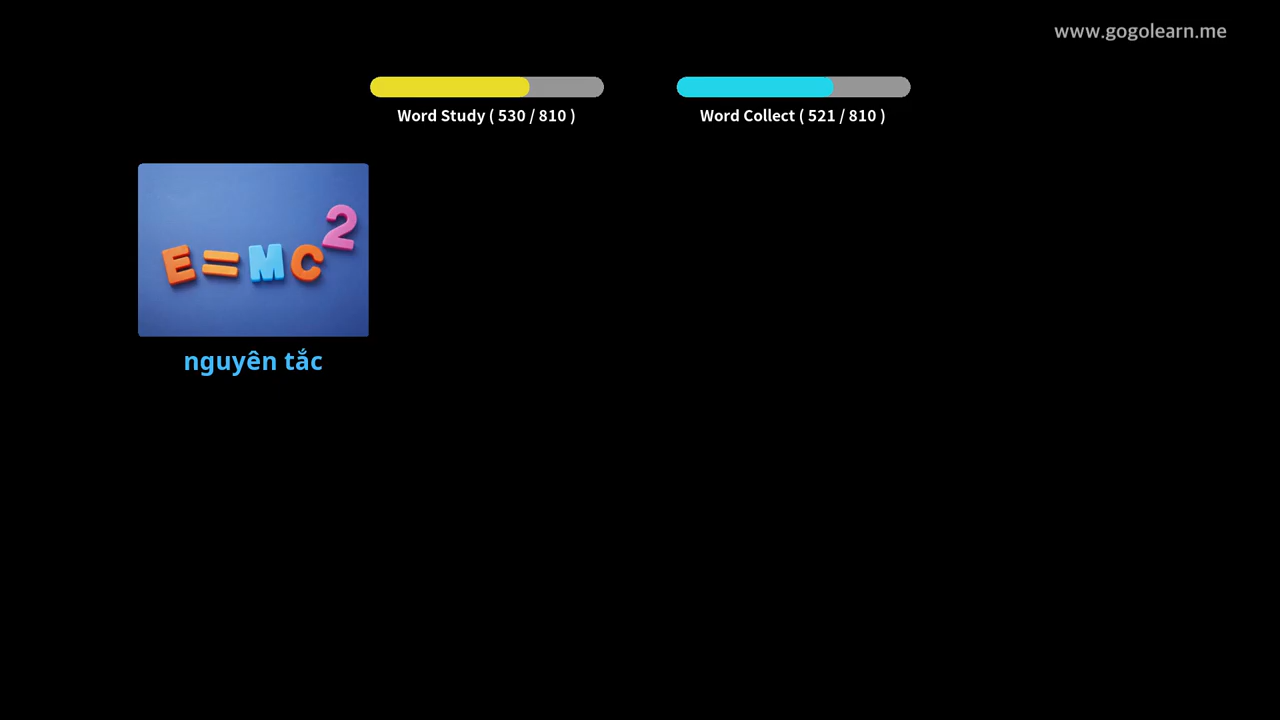 www.gogolearn.me
Word Study ( 530 / 810 )
Word Collect ( 521 / 810 )
E=MC²
nguyên tắc